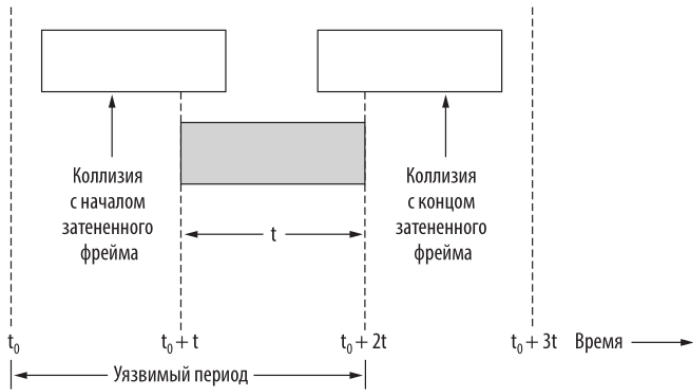 Коллизия
с началом
затененного
фрейма
Коллизия
с концом
затененного
фрейма
t
t₀ t₀ + t t₀ + 2t t₀ + 3t Время
Уязвимый период